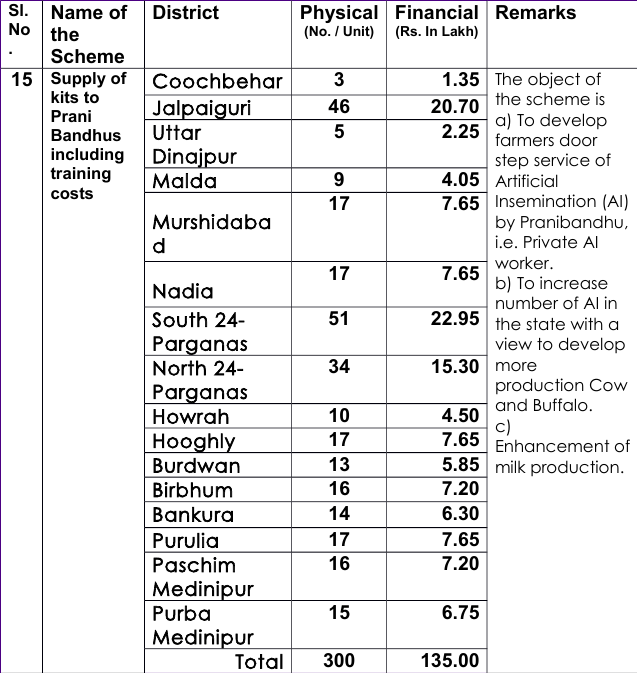 Sl. No . Name of the Scheme District Physical (No. / Unit) Financial (Rs. In Lakh) Remarks
15 Supply of kits to Prani Bandhus including training costs
Coochbehar 3 1.35
Jalpaiguri 46 20.70
Uttar
Dinajpur 5 2.25
Malda 9 4.05
Murshidaba
d 17 7.65
Nadia 17 7.65
South 24-
Parganas 51 22.95
North 24-
Parganas 34 15.30
Howrah 10 4.50
Hooghly 17 7.65
Burdwan 13 5.85
Birbhum 16 7.20
Bankura 14 6.30
Purulia 17 7.65
Paschim
Medinipur 16 7.20
Purba
Medinipur 15 6.75
Total 300 135.00
The object of
the scheme is
a) To develop
farmers door
step service of
Artificial
Insemination (AI)
by Pranibandhu,
i.e. Private AI
worker.
b) To increase
number of AI in
the state with a
view to develop
more
production Cow
and Buffalo.
c)
Enhancement of
milk production.